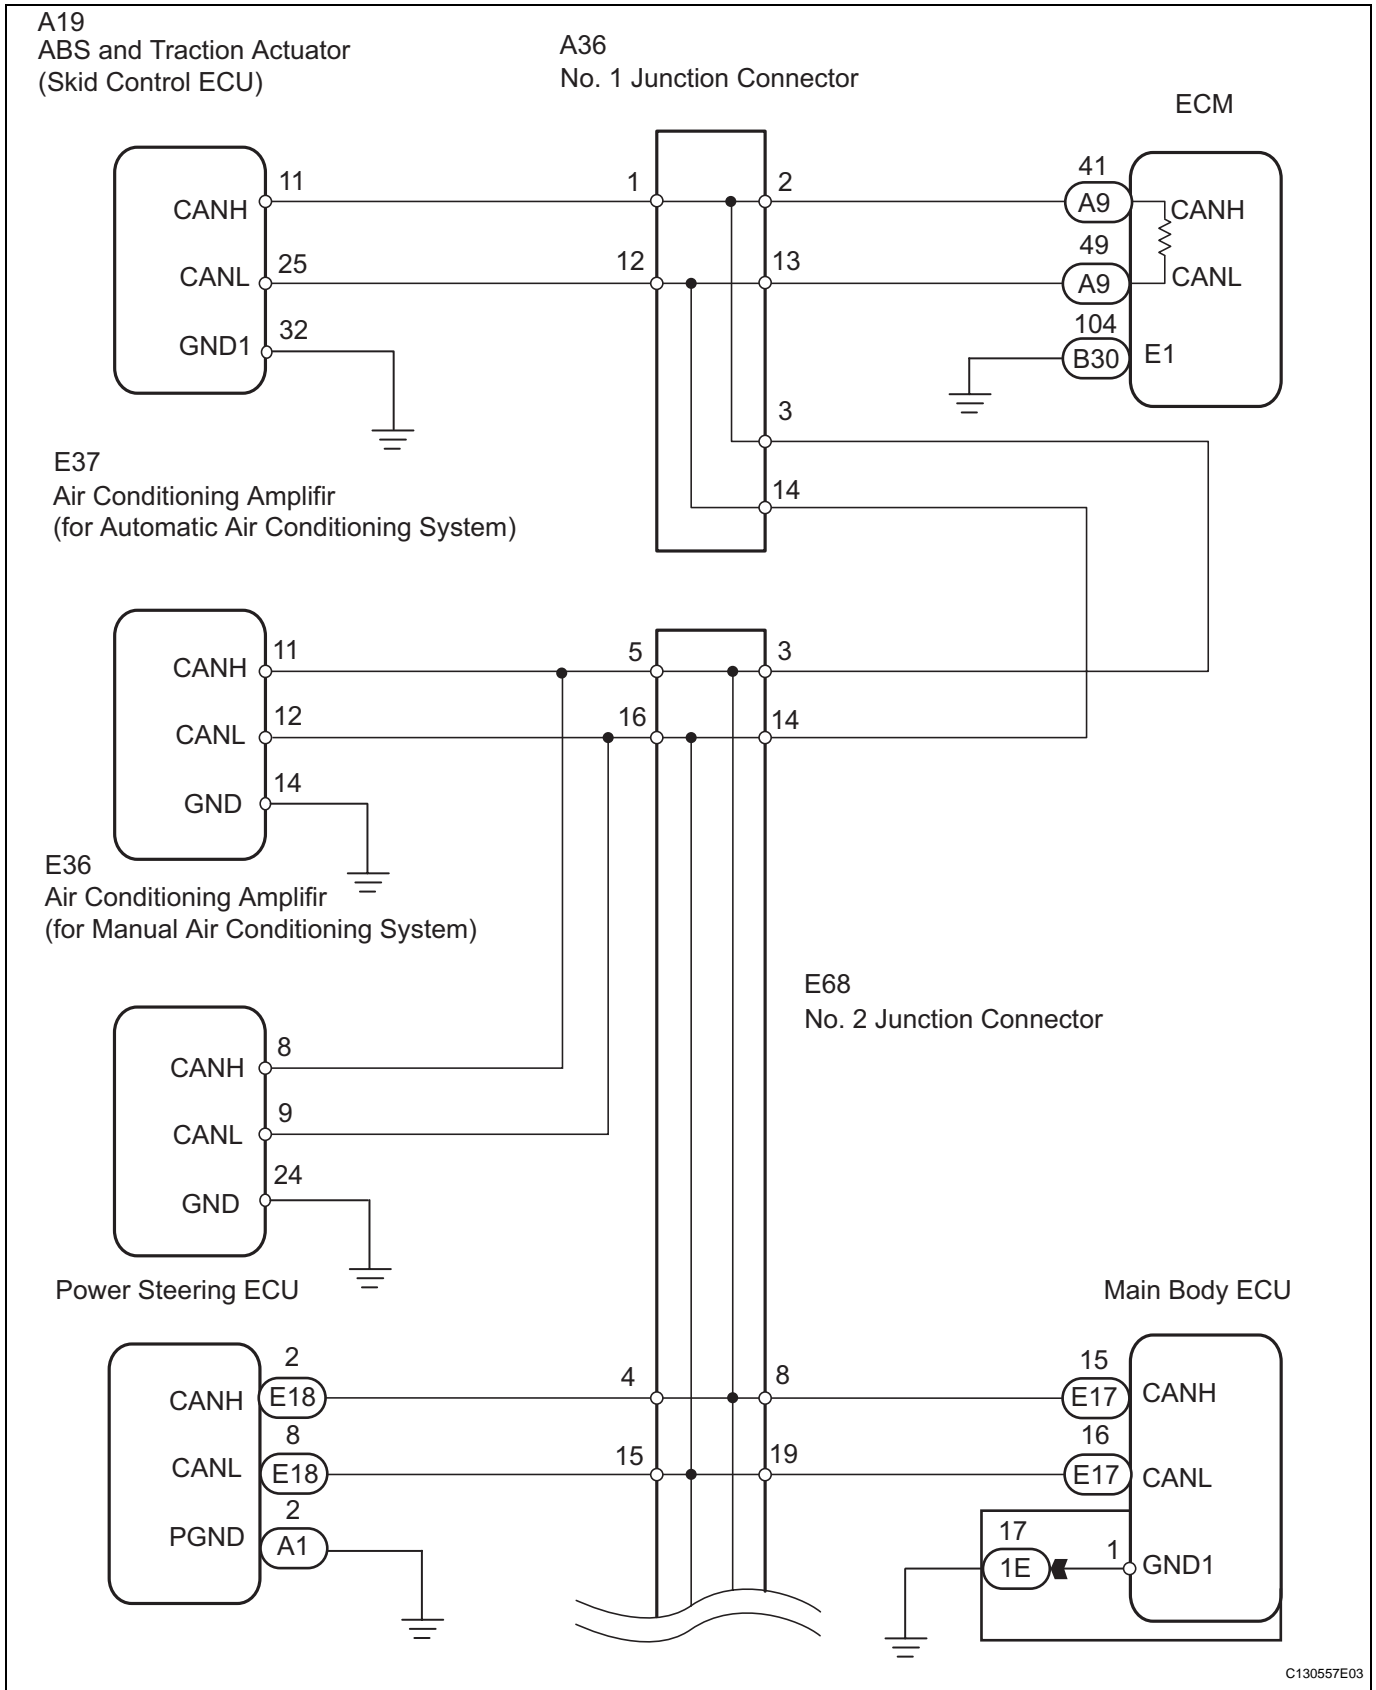 A19
ABS and Traction Actuator
(Skid Control ECU)
A36
No. 1 Junction Connector
ECM
CANH
11
1
2
41
A9
CANH
CANL
25
12
13
49
A9
CANL
GND1
32
104
B30
E1
3
14
E37
Air Conditioning Amplifir
(for Automatic Air Conditioning System)
CANH
11
5
3
CANL
12
16
14
GND
14
E36
Air Conditioning Amplifir
(for Manual Air Conditioning System)
E68
No. 2 Junction Connector
CANH
8
CANL
9
GND
24
Power Steering ECU
Main Body ECU
CANH
2
E18
4
8
15
E17
CANH
CANL
8
E18
15
19
16
E17
CANL
PGND
2
A1
17
1E
1
GND1
C130557E03